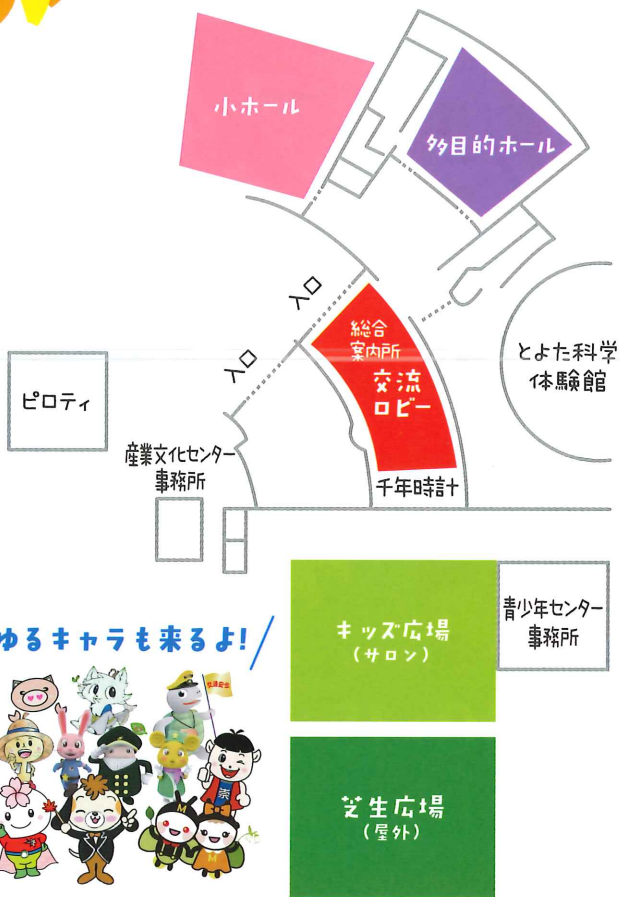 小ホール
多目的ホール
入口
入口
総合
案内所
交流
ロビー
とよた科学
体験館
ピロティ
産業文化センター
事務所
千年時計
キッズ広場
(サロン)
青少年センター
事務所
ゆるキャラも来るよ!
芝生広場
(屋外)